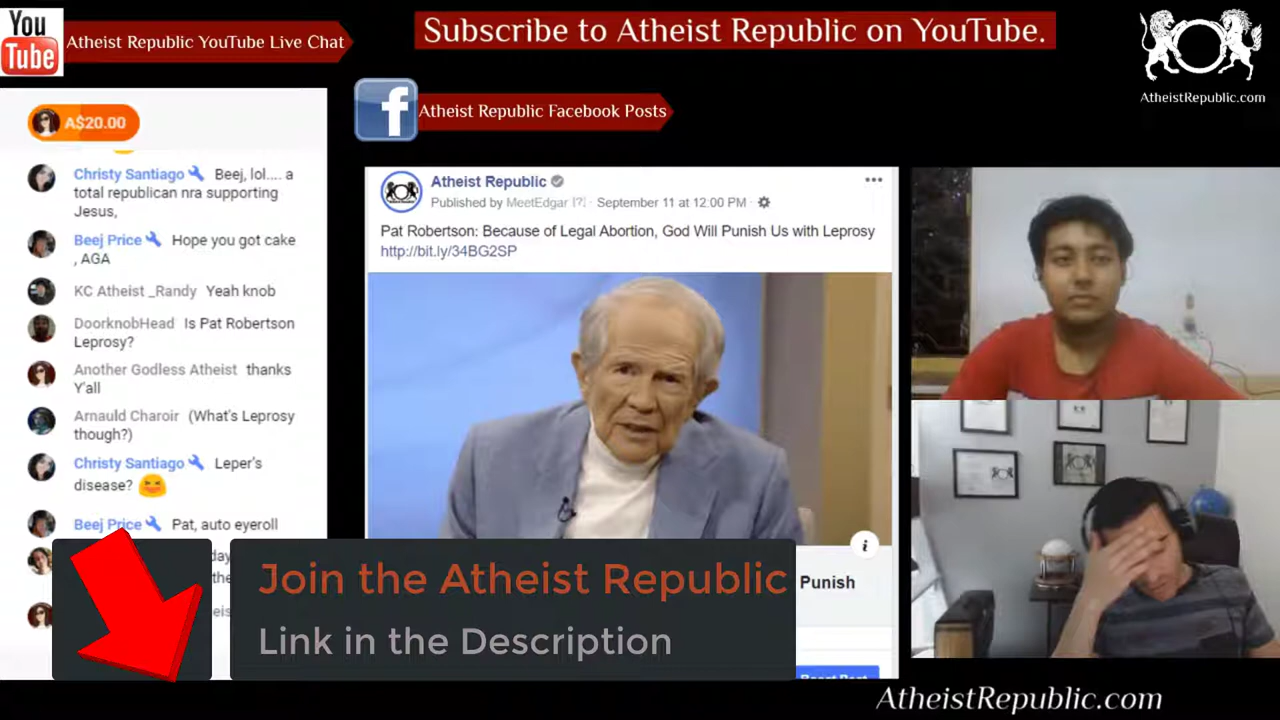 You
Tube
Atheist Republic YouTube Live Chat
Subscribe to Atheist Republic on YouTube.
AtheistRepublic.com
f
Atheist Republic Facebook Posts
A$20.00
Christy Santiago Beej, lol.... a
total republican nra supporting
Jesus,
Beej Price Hope you got cake
, AGA
KC Atheist _Randy Yeah knob
DoorknobHead Is Pat Robertson
Leprosy?
Another Godless Atheist thanks
Y'all
Arnauld Charoir (What's Leprosy
though?)
Christy Santiago Leper's
disease?
Beej Price Pat, auto eyeroll
Atheist Republic
Published by MeetEdgar [?] · September 11 at 12:00 PM ·
Pat Robertson: Because of Legal Abortion, God Will Punish Us with Leprosy
http://bit.ly/34BG2SP
i
Punish
Join the Atheist Republic
Link in the Description
AtheistRepublic.com